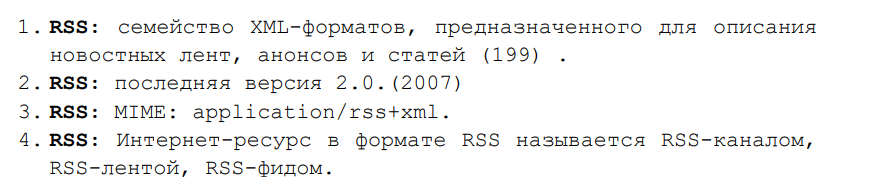 1. RSS: семейство XML-форматов, предназначенного для описания
новостных лент, анонсов и статей (199) .
2. RSS: последняя версия 2.0.(2007)
3. RSS: MIME: application/rss+xml.
4. RSS: Интернет-ресурс в формате RSS называется RSS-каналом,
RSS-лентой, RSS-фидом.